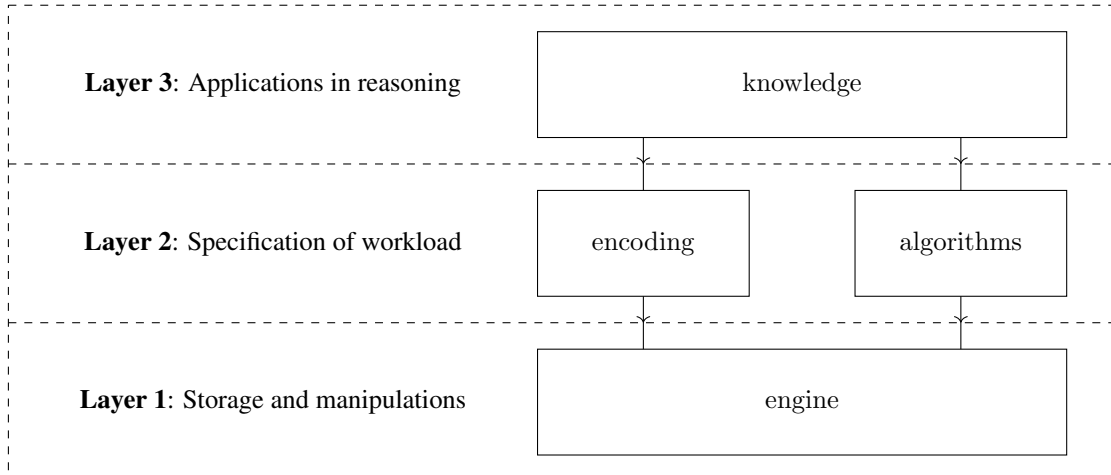 Layer 3: Applications in reasoning
knowledge
Layer 2: Specification of workload
encoding
algorithms
Layer 1: Storage and manipulations
engine